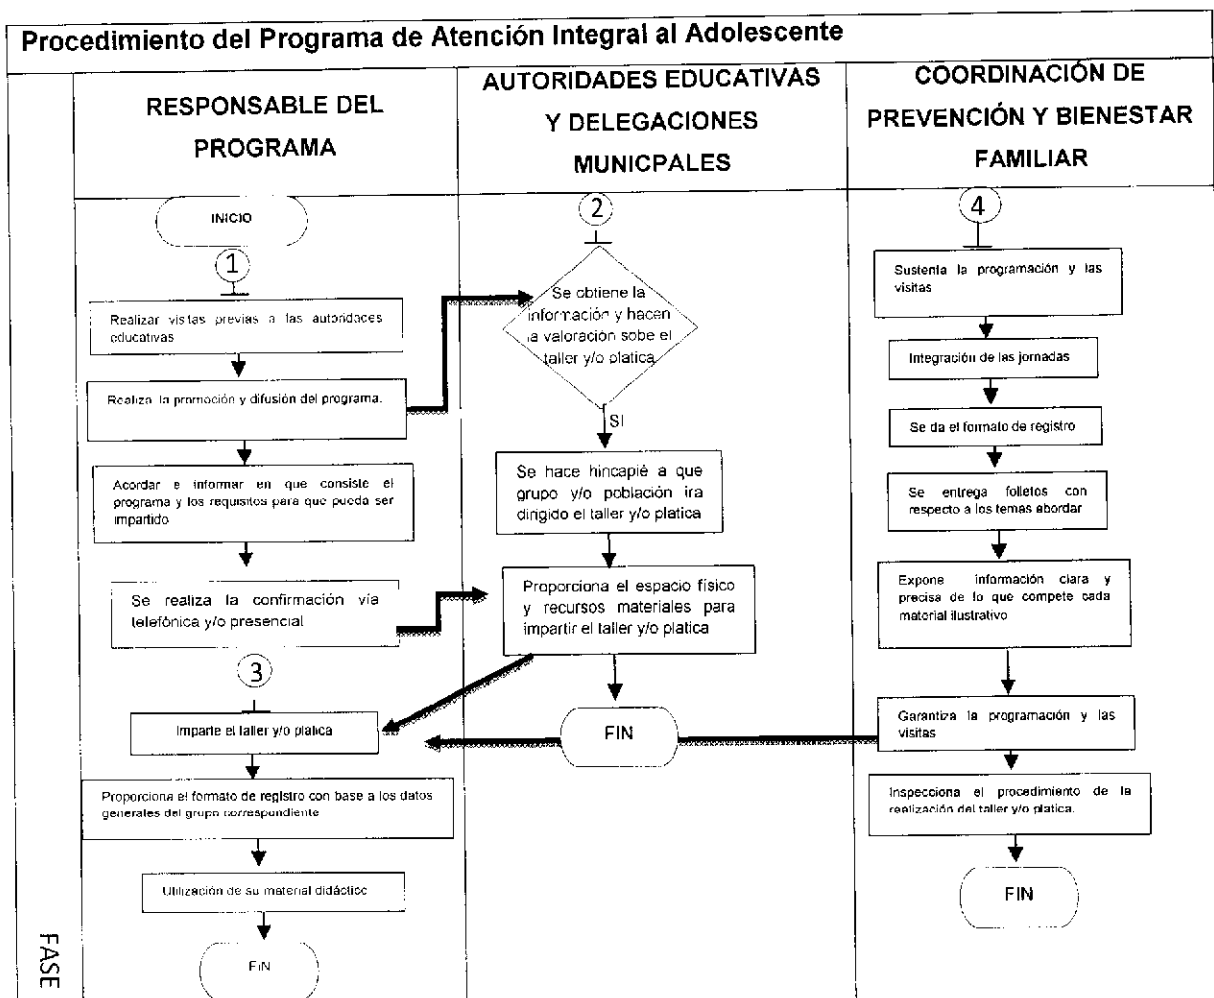 Procedimiento del Programa de Atención Integral al Adolescente
RESPONSABLE DEL
PROGRAMA
INICIO
1
Realizar visitas previas a las autoridades
educativas
Realiza la promoción y difusión del programa.
Acordar e informar en que consiste el
programa y los requisitos para que pueda ser
impartido
Se realiza la confirmación vía
telefónica y/o presencial
3
Imparte el taller y/o platica
Proporciona el formato de registro con base a los datos
generales del grupo correspondiente
Utilización de su material didáctico
FIN
AUTORIDADES EDUCATIVAS
Y DELEGACIONES
MUNICPALES
2
Se obtiene la
información y hacen
la valoración sobe el
taller y/o platica
SI
Se hace hincapié a que
grupo y/o población ira
dirigido el taller y/o platica
Proporciona el espacio físico
y recursos materiales para
impartir el taller y/o platica
FIN
COORDINACIÓN DE
PREVENCIÓN Y BIENESTAR
FAMILIAR
4
Sustenta la programación y las
visitas
Integración de las jornadas
Se da el formato de registro
Se entrega folletos con
respecto a los temas abordar
Expone información clara y
precisa de lo que compete cada
material ilustrativo
Garantiza la programación y las
visitas
Inspecciona el procedimiento de la
realización del taller y/o platica.
FIN
FASE